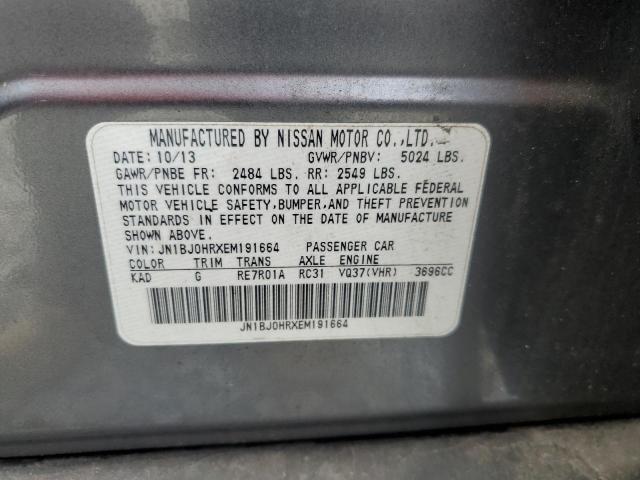 MANUFACTURED BY NISSAN MOTOR CO.,LTD.
DATE: 10/13 GVWR/PNBV: 5024 LBS.
GAWR/PNBE FR: 2484 LBS. RR: 2549 LBS.
THIS VEHICLE CONFORMS TO ALL APPLICABLE FEDERAL
MOTOR VEHICLE SAFETY, BUMPER, AND THEFT PREVENTION
STANDARDS IN EFFECT ON THE DATE OF MANUFACTURE
SHOWN ABOVE.
VIN: JN1BJ0HRXEM191664 PASSENGER CAR
COLOR TRIM TRANS AXLE ENGINE
KAD G RE7R01A RC31 VQ37(VHR) 3696CC
JN1BJ0HRXEM191664